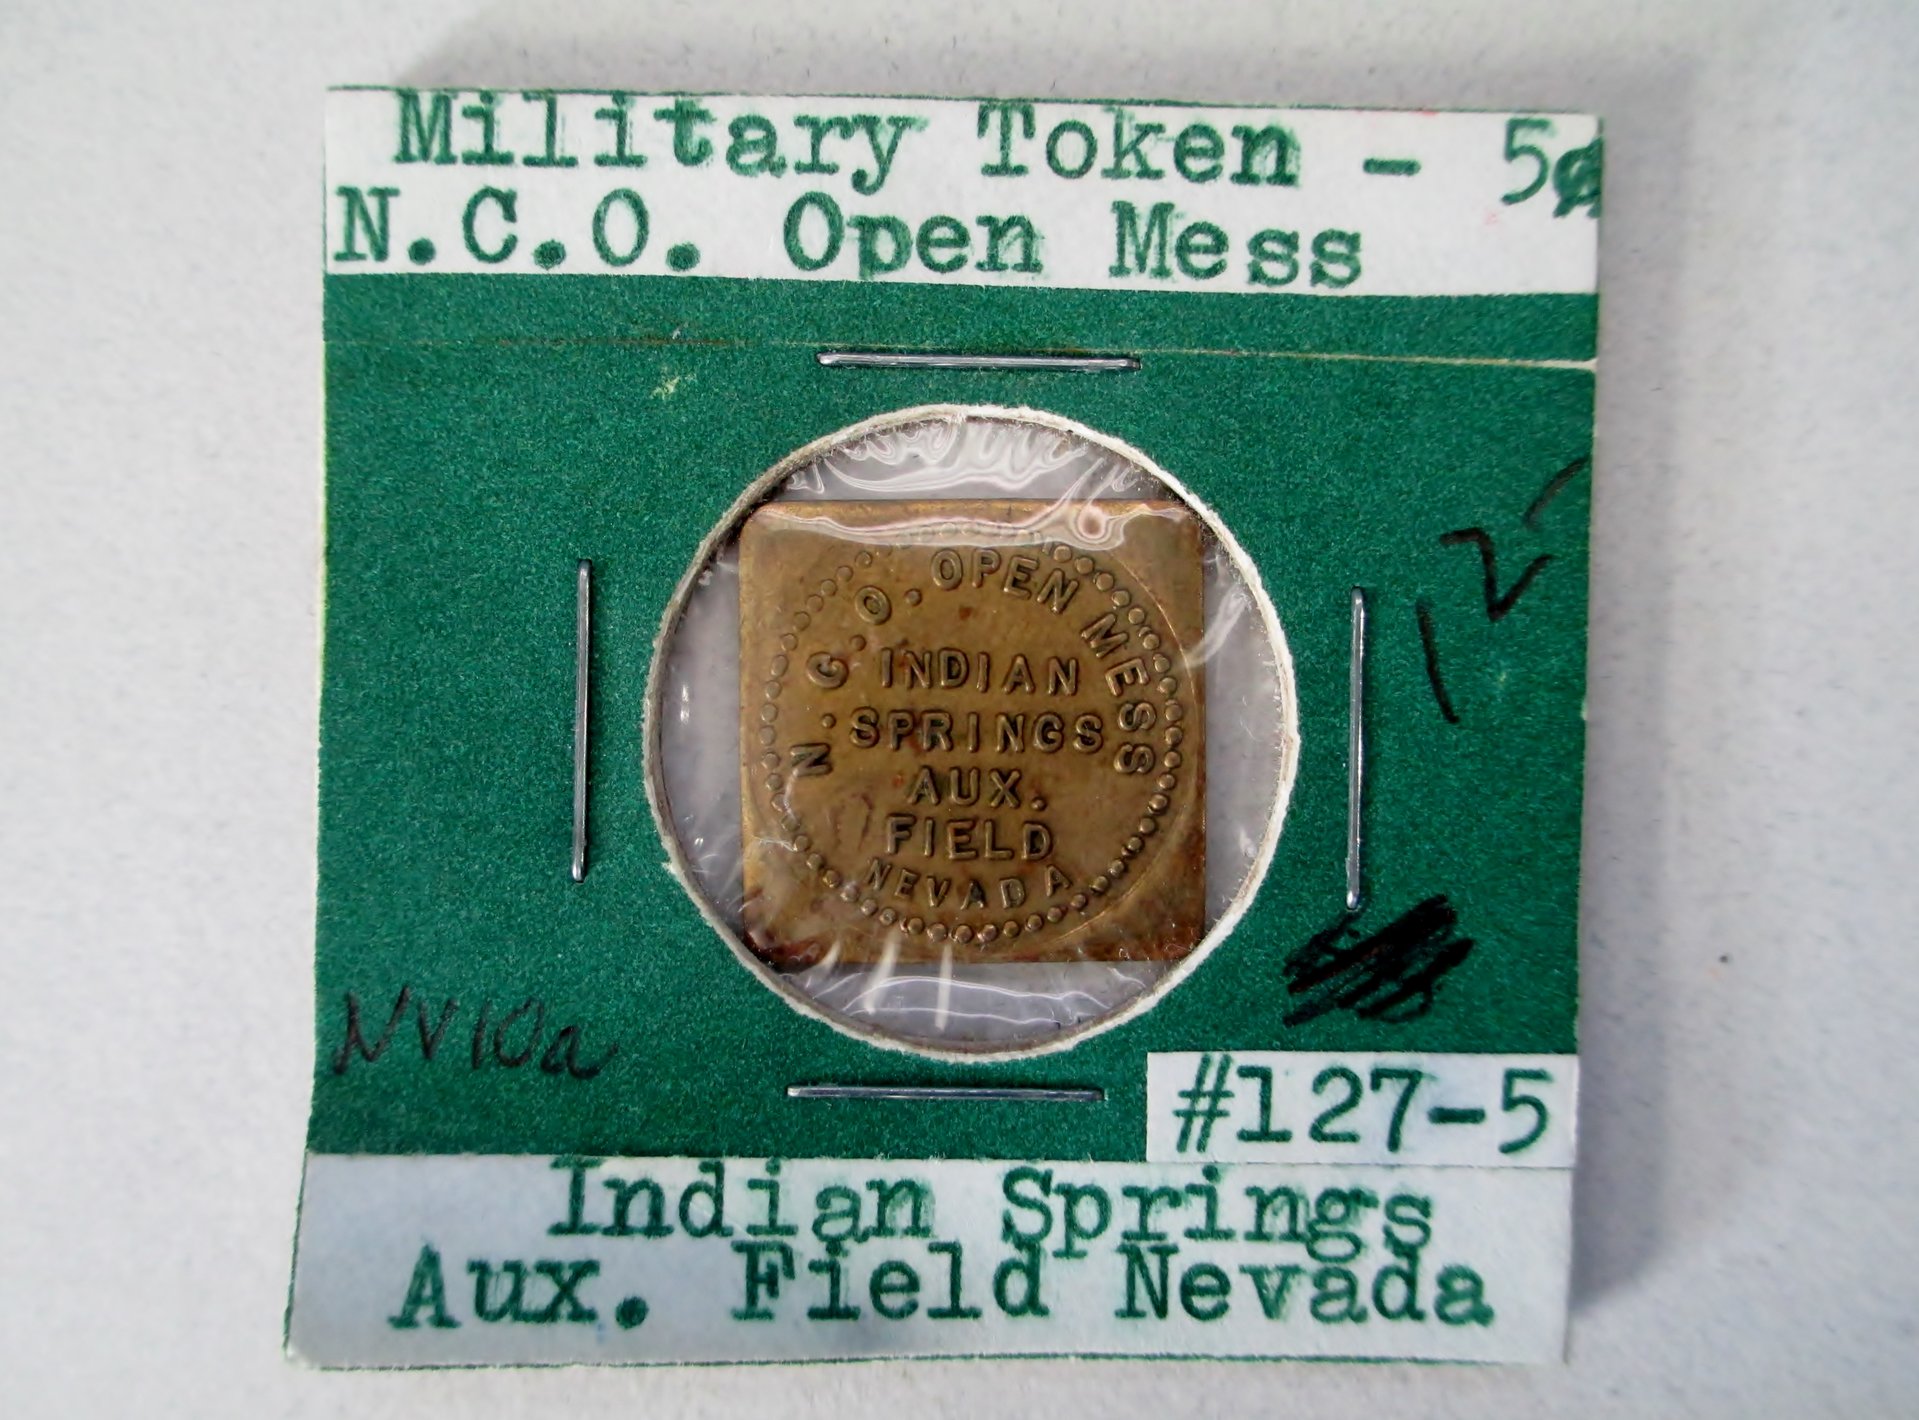 Military Token - 5¢
N.C.O. Open Mess
12
N.C.O. OPEN MESS
INDIAN
SPRINGS
AUX.
FIELD
NEVADA
NV10a
#127-5
Indian Springs
Aux. Field Nevada